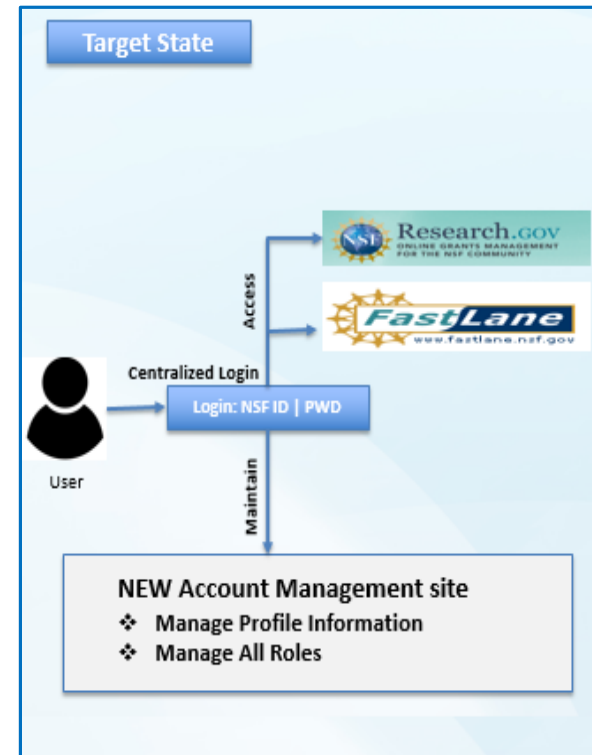 Target State
NSF
Research.gov
ONLINE GRANTS MANAGEMENT
FOR THE NSF COMMUNITY
Access
FastLane
www.fastlane.nsf.gov
Centralized Login
Login: NSF ID | PWD
User
Maintain
NEW Account Management site
❖ Manage Profile Information
❖ Manage All Roles